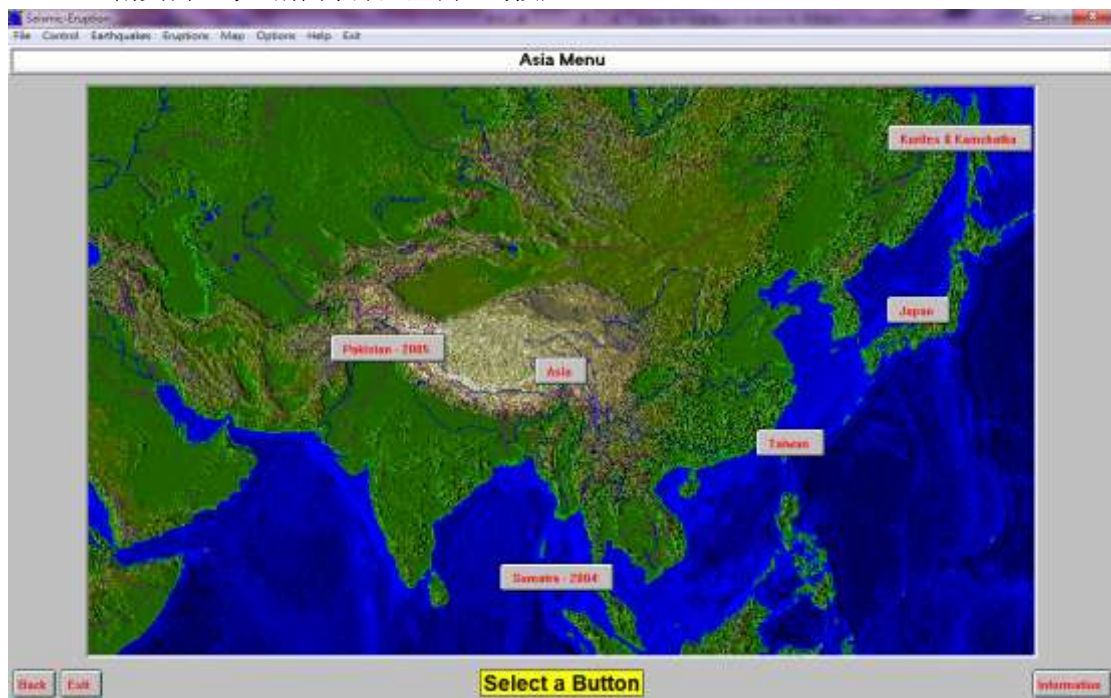 Seismic-Eruption
File Control Earthquakes Eruptions Map Options Help Exit
Asia Menu
Kuriles & Kamchatka
Japan
Pakistan - 2005
Asia
Taiwan
Sumatra - 2004
Back Exit Select a Button Information